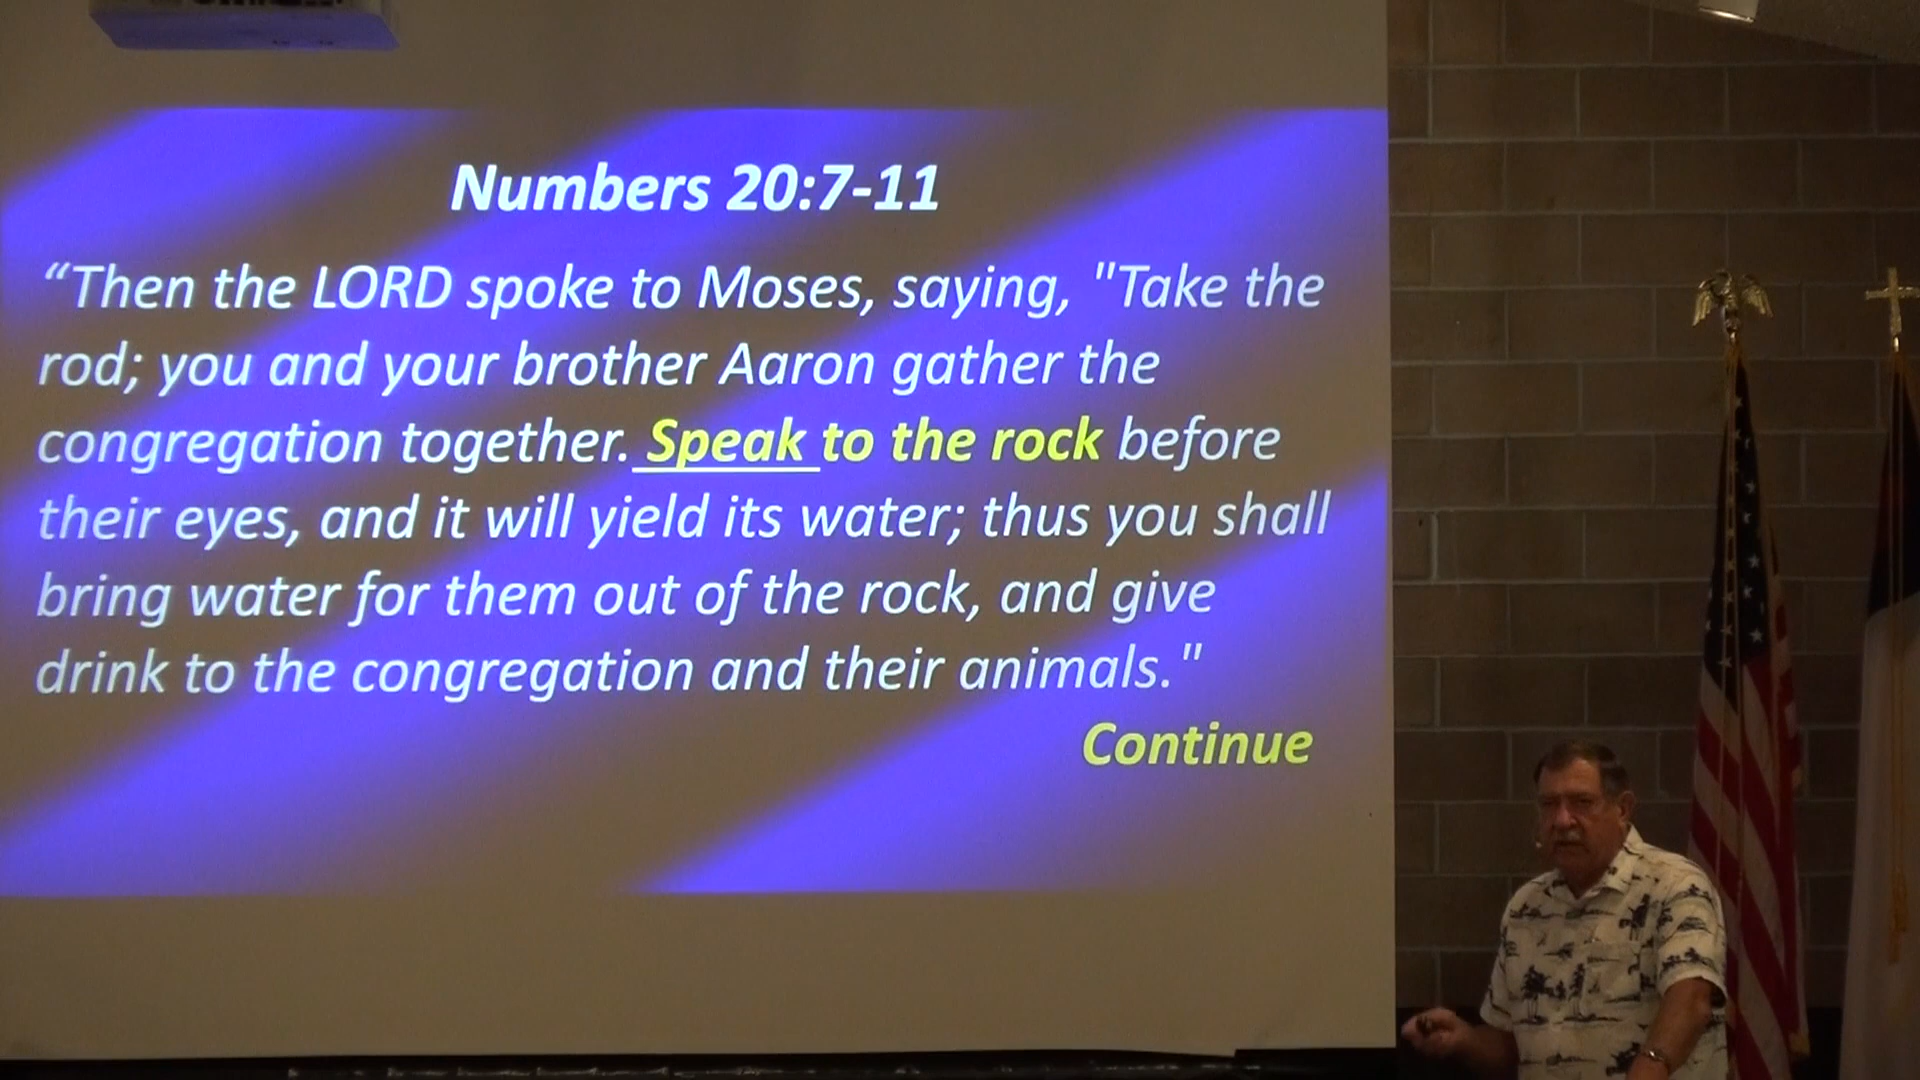 Numbers 20:7-11
“Then the LORD spoke to Moses, saying, "Take the
rod; you and your brother Aaron gather the
congregation together. Speak to the rock before
their eyes, and it will yield its water; thus you shall
bring water for them out of the rock, and give
drink to the congregation and their animals."
Continue